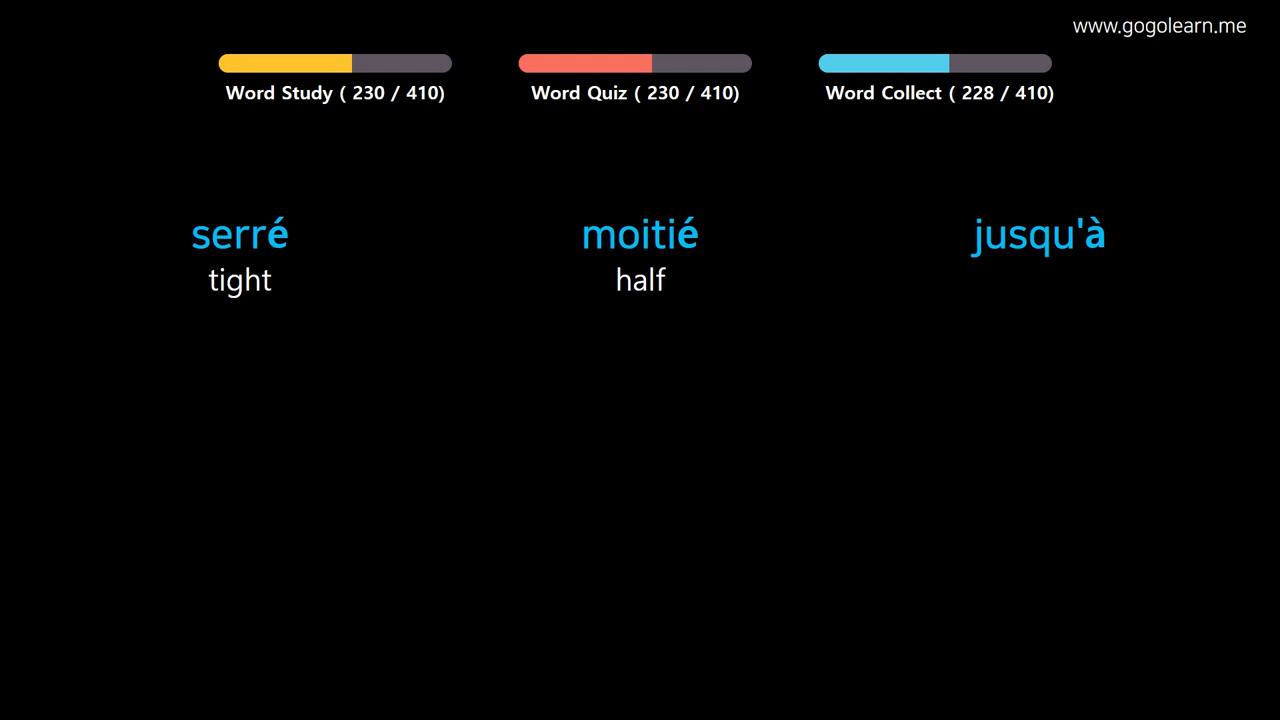 www.gogolearn.me
Word Study ( 230 / 410)
Word Quiz ( 230 / 410)
Word Collect ( 228 / 410)
serré
moitié
jusqu'à
tight
half